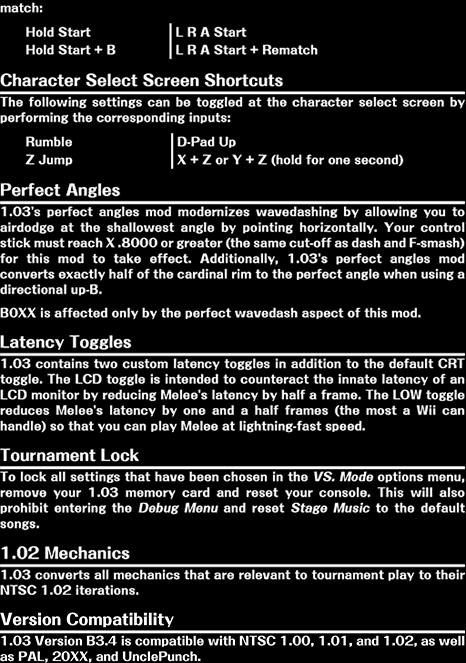 match:
Hold Start L R A Start
Hold Start + B L R A Start + Rematch
Character Select Screen Shortcuts
The following settings can be toggled at the character select screen by
performing the corresponding inputs:
Rumble D-Pad Up
Z Jump X + Z or Y + Z (hold for one second)
Perfect Angles
1.03's perfect angles mod modernizes wavedashing by allowing you to
airdodge at the shallowest angle by pointing horizontally. Your control
stick must reach X .8000 or greater (the same cut-off as dash and F-smash)
for this mod to take effect. Additionally, 1.03's perfect angles mod
converts exactly half of the cardinal rim to the perfect angle when using a
directional up-B.
B0XX is affected only by the perfect wavedash aspect of this mod.
Latency Toggles
1.03 contains two custom latency toggles in addition to the default CRT
toggle. The LCD toggle is intended to counteract the innate latency of an
LCD monitor by reducing Melee's latency by half a frame. The LOW toggle
reduces Melee's latency by one and a half frames (the most a Wii can
handle) so that you can play Melee at lightning-fast speed.
Tournament Lock
To lock all settings that have been chosen in the VS. Mode options menu,
remove your 1.03 memory card and reset your console. This will also
prohibit entering the Debug Menu and reset Stage Music to the default
songs.
1.02 Mechanics
1.03 converts all mechanics that are relevant to tournament play to their
NTSC 1.02 iterations.
Version Compatibility
1.03 Version B3.4 is compatible with NTSC 1.00, 1.01, and 1.02, as well
as PAL, 20XX, and UnclePunch.